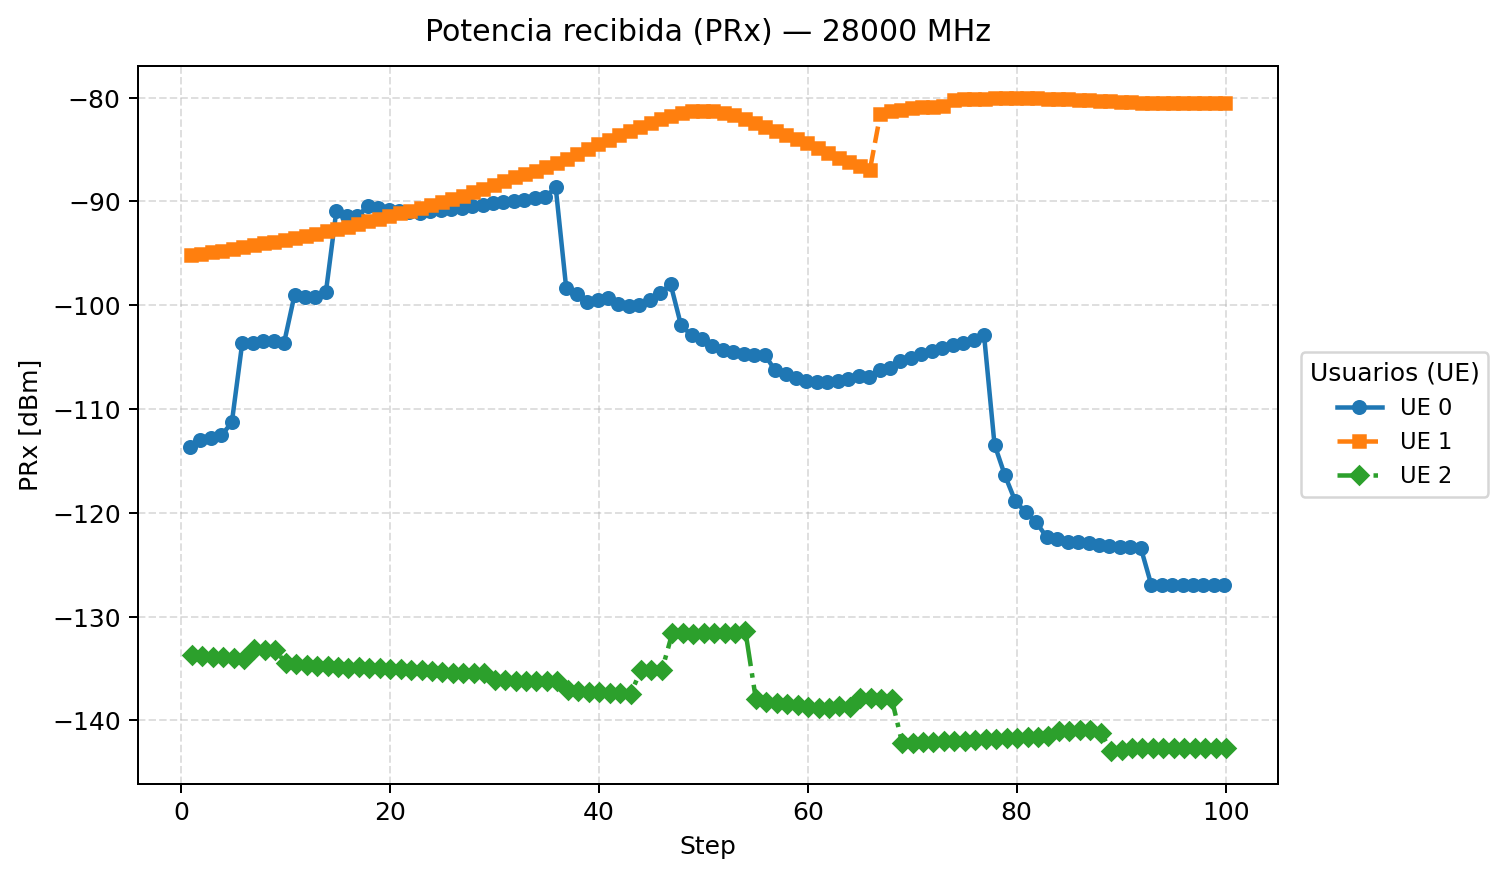 Potencia recibida (PRx) — 28000 MHz
PRx [dBm]
−80
−90
−100
−110
−120
−130
−140
0 20 40 60 80 100
Step
Usuarios (UE)
UE 0
UE 1
UE 2